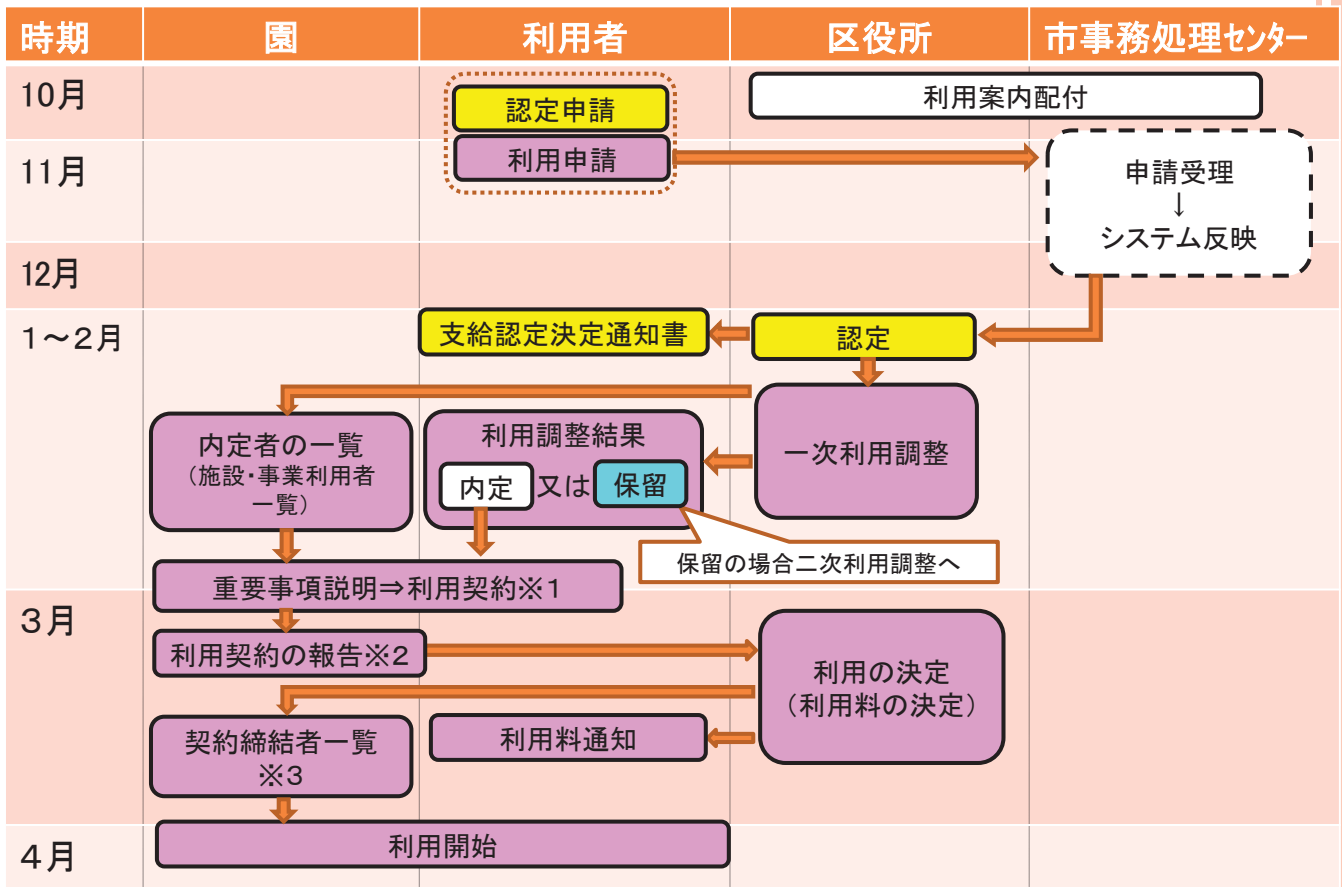 時期
園
利用者
区役所
市事務処理センター
10月
認定申請
利用案内配付
11月
利用申請
申請受理
↓
システム反映
12月
1～2月
支給認定決定通知書
認定
内定者の一覧
(施設・事業利用者
一覧)
利用調整結果
内定 又は 保留
一次利用調整
保留の場合二次利用調整へ
重要事項説明⇒利用契約※1
3月
利用契約の報告※2
利用の決定
(利用料の決定)
契約締結者一覧
※3
利用料通知
利用開始
4月